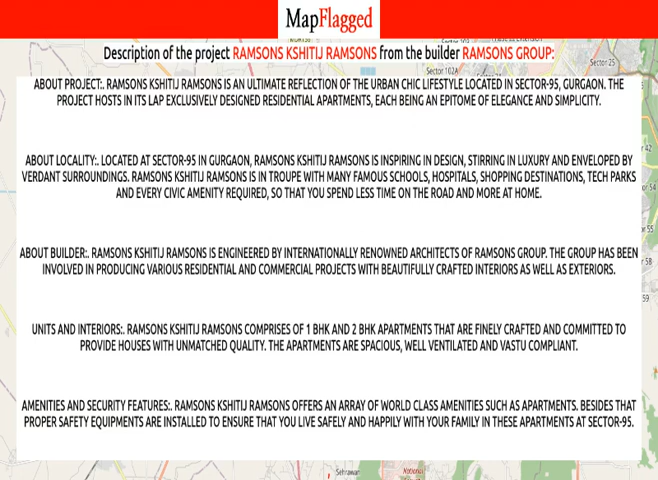 MapFlagged
Description of the project RAMSONS KSHITIJ RAMSONS from the builder RAMSONS GROUP:
Sector 102A
Sector-25
ABOUT PROJECT:. RAMSONS KSHITIJ RAMSONS IS AN ULTIMATE REFLECTION OF THE URBAN CHIC LIFESTYLE LOCATED IN SECTOR-95, GURGAON. THE
PROJECT HOSTS IN ITS LAP EXCLUSIVELY DESIGNED RESIDENTIAL APARTMENTS, EACH BEING AN EPITOME OF ELEGANCE AND SIMPLICITY.
42
ABOUT LOCALITY:. LOCATED AT SECTOR-95 IN GURGAON, RAMSONS KSHITIJ RAMSONS IS INSPIRING IN DESIGN, STIRRING IN LUXURY AND ENVELOPED BY
VERDANT SURROUNDINGS. RAMSONS KSHITIJ RAMSONS IS IN TROUPE WITH MANY FAMOUS SCHOOLS, HOSPITALS, SHOPPING DESTINATIONS, TECH PARKS
r 54
AND EVERY CIVIC AMENITY REQUIRED, SO THAT YOU SPEND LESS TIME ON THE ROAD AND MORE AT HOME.
55
ABOUT BUILDER:. RAMSONS KSHITIJ RAMSONS IS ENGINEERED BY INTERNATIONALLY RENOWNED ARCHITECTS OF RAMSONS GROUP. THE GROUP HAS BEEN
58
INVOLVED IN PRODUCING VARIOUS RESIDENTIAL AND COMMERCIAL PROJECTS WITH BEAUTIFULLY CRAFTED INTERIORS AS WELL AS EXTERIORS.
59
UNITS AND INTERIORS:. RAMSONS KSHITIJ RAMSONS COMPRISES OF 1 BHK AND 2 BHK APARTMENTS THAT ARE FINELY CRAFTED AND COMMITTED TO
PROVIDE HOUSES WITH UNMATCHED QUALITY. THE APARTMENTS ARE SPACIOUS, WELL VENTILATED AND VASTU COMPLIANT.
AMENITIES AND SECURITY FEATURES:. RAMSONS KSHITIJ RAMSONS OFFERS AN ARRAY OF WORLD CLASS AMENITIES SUCH AS APARTMENTS. BESIDES THAT
PROPER SAFETY EQUIPMENTS ARE INSTALLED TO ENSURE THAT YOU LIVE SAFELY AND HAPPILY WITH YOUR FAMILY IN THESE APARTMENTS AT SECTOR-95.
Sehrawan
National